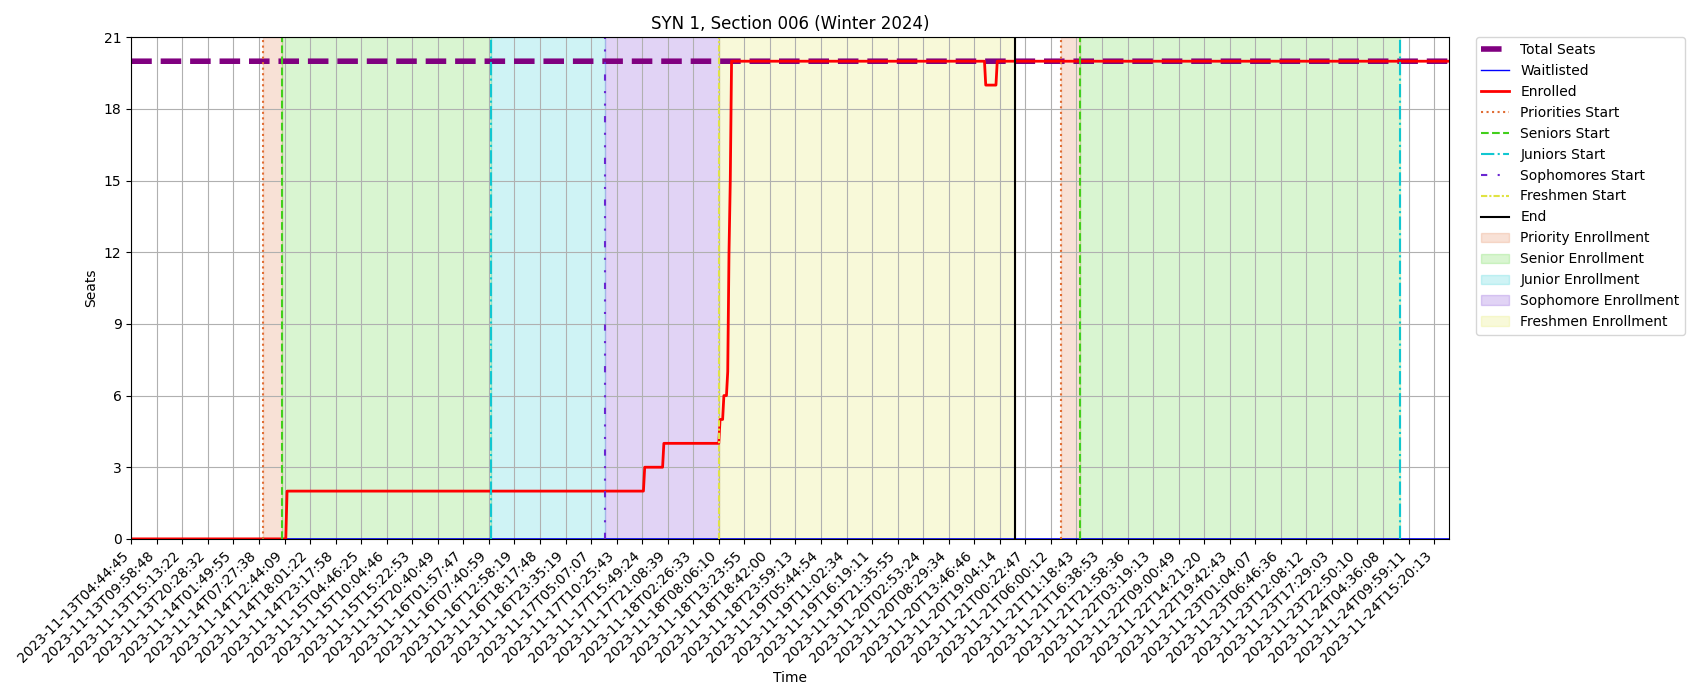 SYN 1, Section 006 (Winter 2024)
21
18
15
12
9
6
3
0
Seats
2023-11-13T04:44:45
2023-11-13T09:58:48
2023-11-13T15:13:22
2023-11-13T20:28:32
2023-11-14T01:49:55
2023-11-14T07:27:38
2023-11-14T12:44:09
2023-11-14T18:01:22
2023-11-14T23:17:58
2023-11-15T04:46:25
2023-11-15T10:04:46
2023-11-15T15:22:53
2023-11-15T20:40:49
2023-11-16T01:57:47
2023-11-16T07:40:59
2023-11-16T12:58:19
2023-11-16T18:17:48
2023-11-16T23:35:19
2023-11-17T05:07:07
2023-11-17T10:25:43
2023-11-17T15:49:24
2023-11-17T21:08:39
2023-11-18T02:26:33
2023-11-18T08:06:10
2023-11-18T13:23:55
2023-11-18T18:42:00
2023-11-18T23:59:13
2023-11-19T05:44:54
2023-11-19T11:02:34
2023-11-19T16:19:11
2023-11-19T21:35:55
2023-11-20T02:53:24
2023-11-20T08:29:34
2023-11-20T13:46:46
2023-11-20T19:04:14
2023-11-21T00:22:47
2023-11-21T06:00:12
2023-11-21T11:18:43
2023-11-21T16:38:53
2023-11-21T21:58:36
2023-11-22T03:19:13
2023-11-22T09:00:49
2023-11-22T14:21:20
2023-11-22T19:42:43
2023-11-23T01:04:07
2023-11-23T06:46:36
2023-11-23T12:08:12
2023-11-23T17:29:03
2023-11-23T22:50:10
2023-11-24T04:36:08
2023-11-24T09:59:11
2023-11-24T15:20:13
Time
Total Seats
Waitlisted
Enrolled
Priorities Start
Seniors Start
Juniors Start
Sophomores Start
Freshmen Start
End
Priority Enrollment
Senior Enrollment
Junior Enrollment
Sophomore Enrollment
Freshmen Enrollment